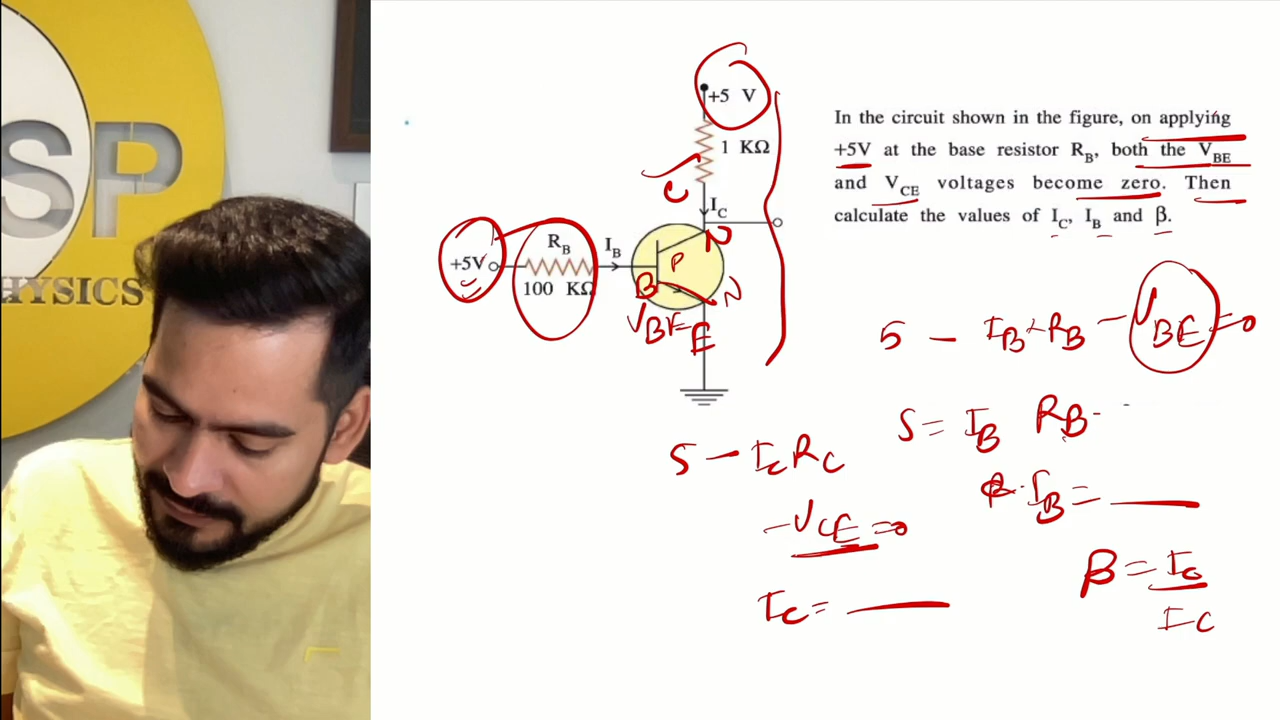 SP
HYSICS
+5 V
1 KΩ
C
I_C
N
R_B
I_B
+5V
100 KΩ
B
P
N
V_BE
E
In the circuit shown in the figure, on applying
+5V at the base resistor R_B, both the V_BE
and V_CE voltages become zero. Then
calculate the values of I_C, I_B and β.
5 - I_B × R_B - V_BE = 0
5 = I_B R_B -
5 - I_C R_C
- V_CE = 0
I_C =
I_B =
β = I_C
I_C